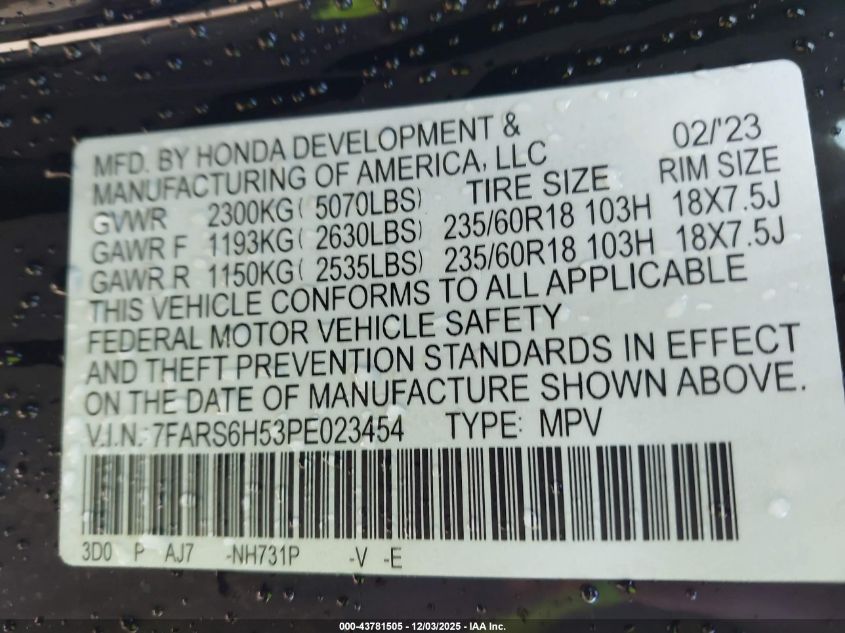 MFD. BY HONDA DEVELOPMENT & 02/'23
MANUFACTURING OF AMERICA, LLC
GVWR 2300KG( 5070LBS) TIRE SIZE RIM SIZE
GAWR F 1193KG( 2630LBS) 235/60R18 103H 18X7.5J
GAWR R 1150KG( 2535LBS) 235/60R18 103H 18X7.5J
THIS VEHICLE CONFORMS TO ALL APPLICABLE
FEDERAL MOTOR VEHICLE SAFETY
AND THEFT PREVENTION STANDARDS IN EFFECT
ON THE DATE OF MANUFACTURE SHOWN ABOVE.
V.I.N: 7FARS6H53PE023454 TYPE: MPV
3D0 P AJ7 -NH731P -V -E
000-43781505 - 12/03/2025 - IAA Inc.